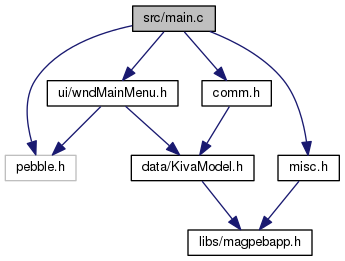 src/main.c
ui/wndMainMenu.h
comm.h
pebble.h
data/KivaModel.h
misc.h
libs/magpebapp.h